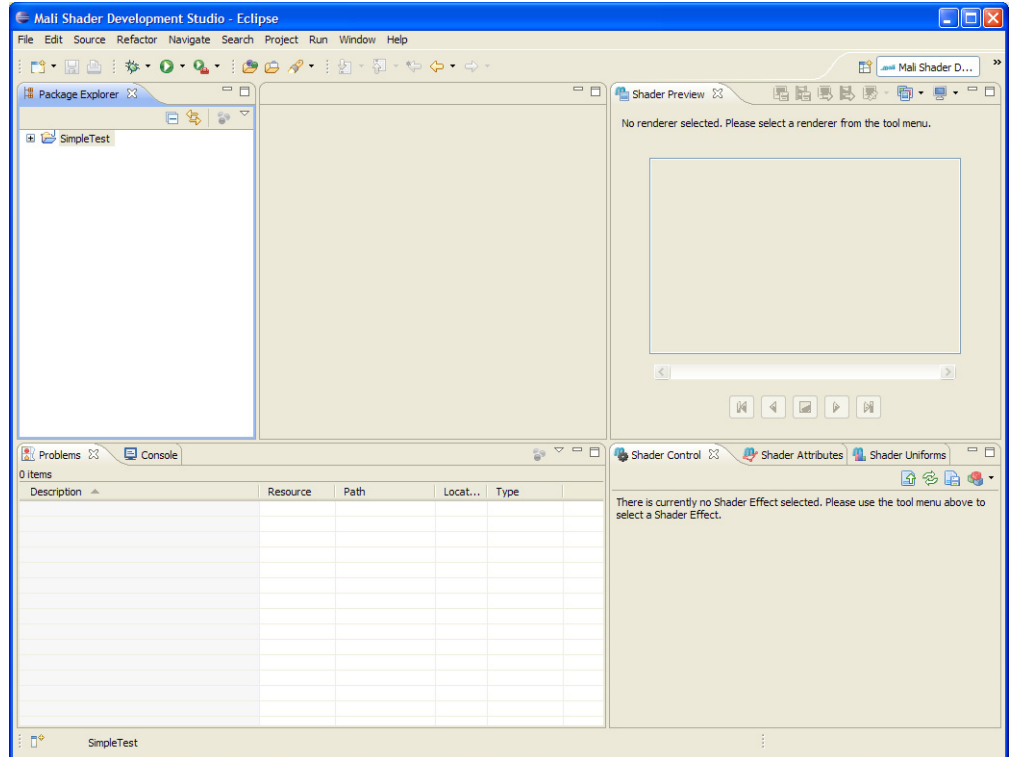 Mali Shader Development Studio - Eclipse
File Edit Source Refactor Navigate Search Project Run Window Help
Mali Shader D... »
Package Explorer
Shader Preview
No renderer selected. Please select a renderer from the tool menu.
SimpleTest
Problems Console
Shader Control Shader Attributes Shader Uniforms
0 items
Description Resource Path Locat... Type
There is currently no Shader Effect selected. Please use the tool menu above to
select a Shader Effect.
SimpleTest